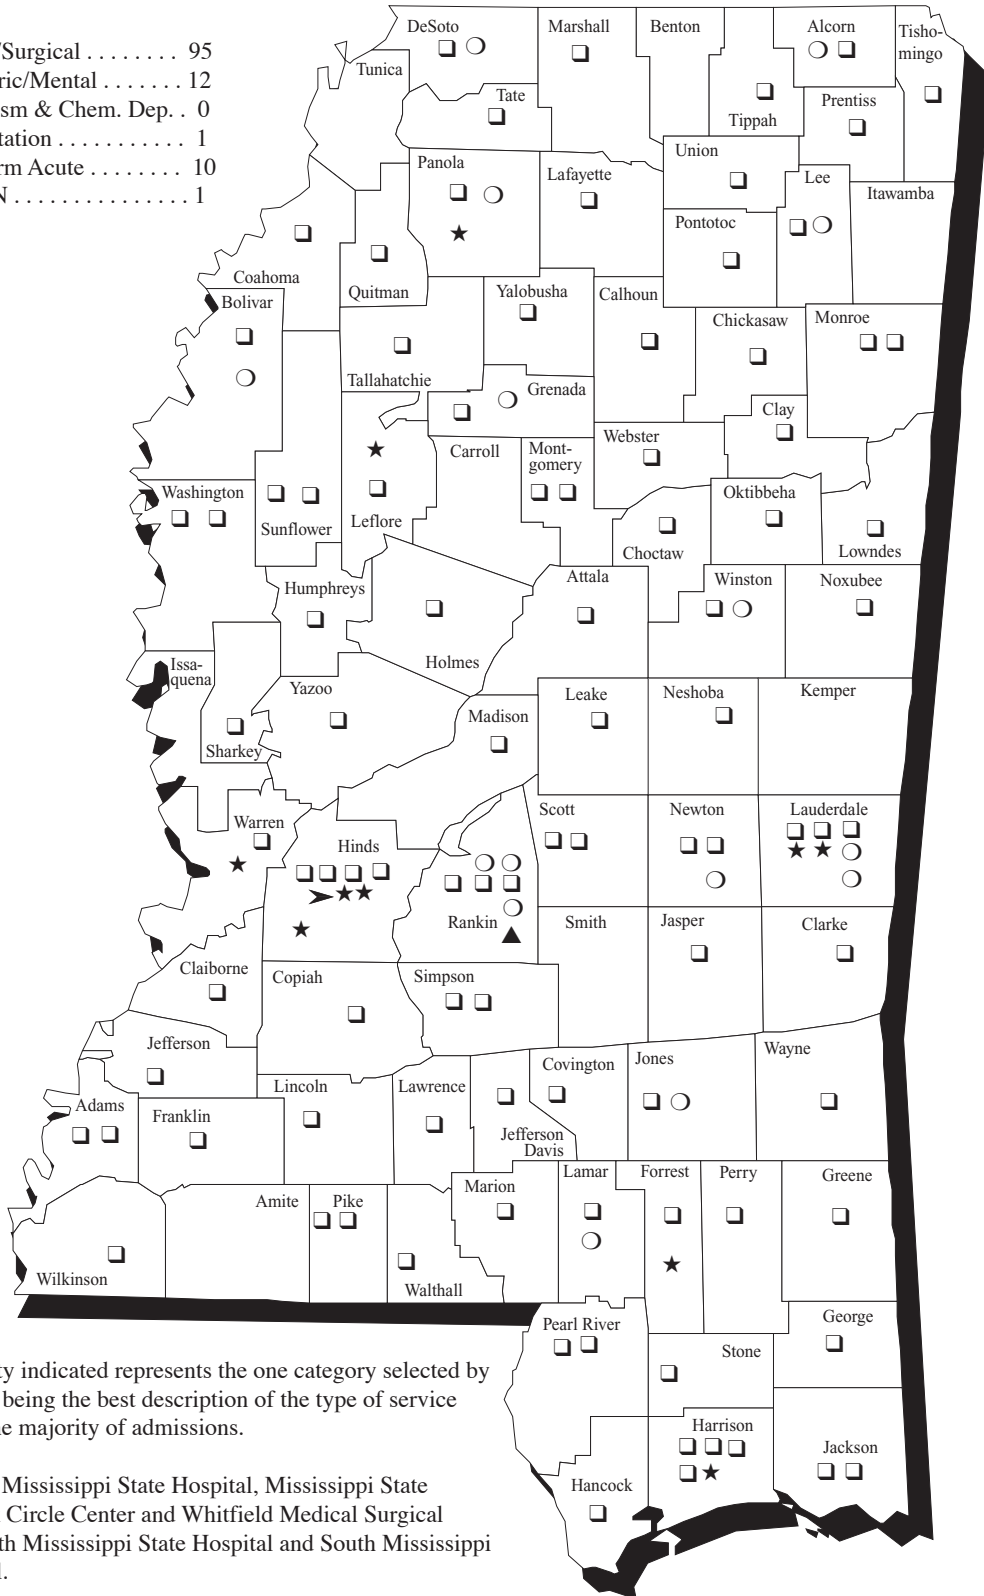 /Surgical . . . . . . . . 95
ric/Mental . . . . . . . 12
sm & Chem. Dep. . 0
tation . . . . . . . . . . . 1
rm Acute . . . . . . . . 10
N . . . . . . . . . . . . . . . 1
DeSoto
Marshall
Benton
Alcorn
Tisho-
mingo
Tunica
Tate
Tippah
Prentiss
Panola
Lafayette
Union
Lee
Itawamba
Pontotoc
Coahoma
Quitman
Bolivar
Yalobusha
Calhoun
Chickasaw
Monroe
Tallahatchie
Grenada
Clay
Carroll
Mont-
gomery
Webster
Washington
Sunflower
Leflore
Oktibbeha
Choctaw
Lowndes
Humphreys
Attala
Winston
Noxubee
Holmes
Issa-
quena
Yazoo
Sharkey
Madison
Leake
Neshoba
Kemper
Warren
Hinds
Scott
Newton
Lauderdale
Rankin
Smith
Jasper
Clarke
Claiborne
Copiah
Simpson
Jefferson
Covington
Jones
Wayne
Lincoln
Lawrence
Adams
Franklin
Jefferson
Davis
Amite
Pike
Marion
Lamar
Forrest
Perry
Greene
Wilkinson
Walthall
Pearl River
George
Stone
Harrison
Jackson
Hancock
ty indicated represents the one category selected by
being the best description of the type of service
e majority of admissions.
Mississippi State Hospital, Mississippi State
Circle Center and Whitfield Medical Surgical
th Mississippi State Hospital and South Mississippi
l.